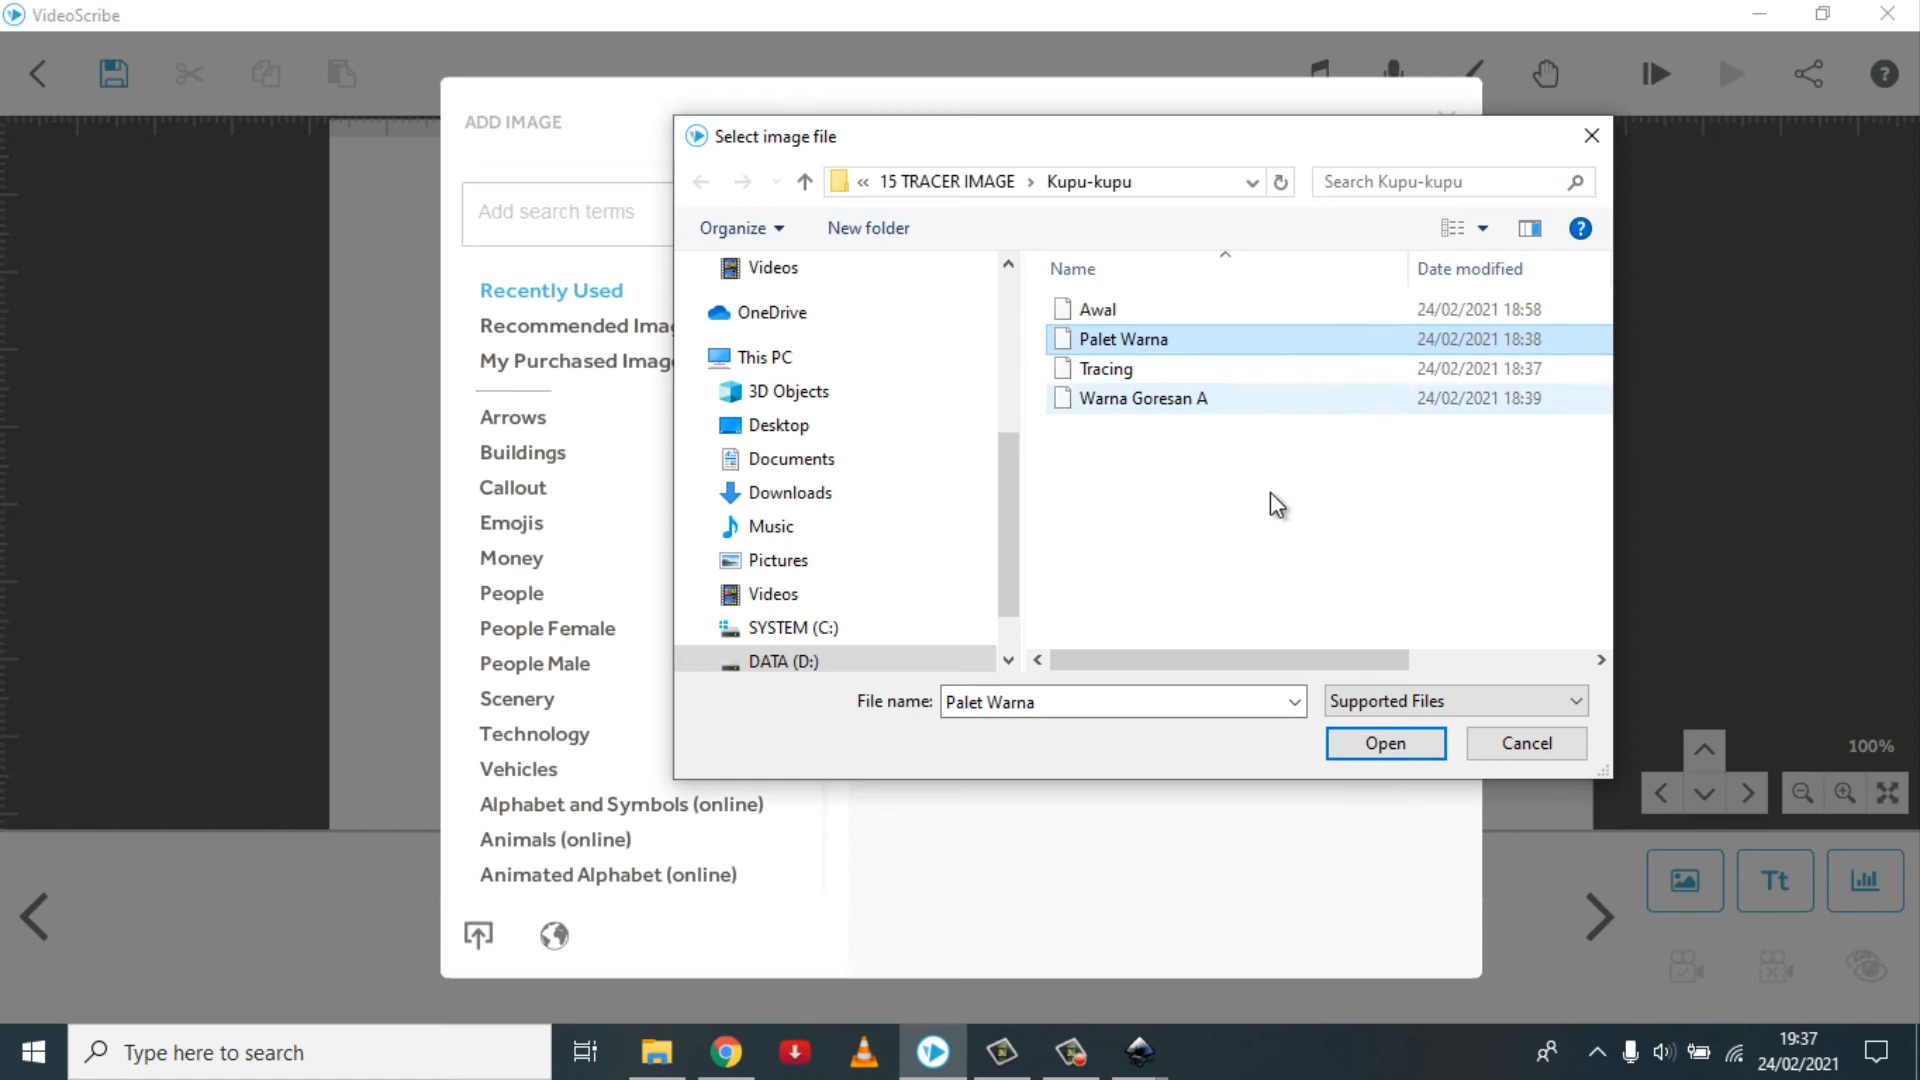 VideoScribe
ADD IMAGE
Select image file
« 15 TRACER IMAGE › Kupu-kupu
Search Kupu-kupu
Add search terms
Organize
New folder
Recently Used
Recommended Ima
My Purchased Imag
Arrows
Buildings
Callout
Emojis
Money
People
People Female
People Male
Scenery
Technology
Vehicles
Alphabet and Symbols (online)
Animals (online)
Animated Alphabet (online)
Videos
OneDrive
This PC
3D Objects
Desktop
Documents
Downloads
Music
Pictures
Videos
SYSTEM (C:)
DATA (D:)
Name Date modified
Awal 24/02/2021 18:58
Palet Warna 24/02/2021 18:38
Tracing 24/02/2021 18:37
Warna Goresan A 24/02/2021 18:39
File name: Palet Warna
Supported Files
Open
Cancel
100%
Tt
Type here to search
19:37
24/02/2021